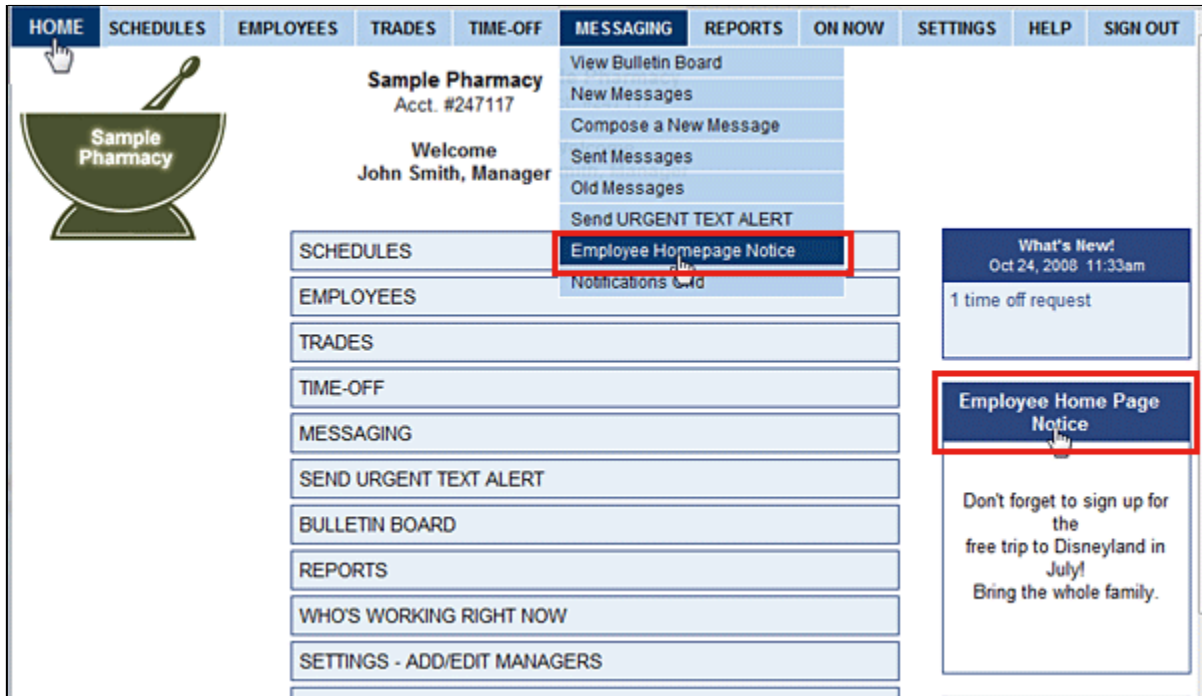 HOME SCHEDULES EMPLOYEES TRADES TIME-OFF MESSAGING REPORTS ON NOW SETTINGS HELP SIGN OUT
Sample
Pharmacy
Sample Pharmacy
Acct. #247117
Welcome
John Smith, Manager
View Bulletin Board
New Messages
Compose a New Message
Sent Messages
Old Messages
Send URGENT TEXT ALERT
Employee Homepage Notice
Notifications Grid
SCHEDULES
EMPLOYEES
TRADES
TIME-OFF
MESSAGING
SEND URGENT TEXT ALERT
BULLETIN BOARD
REPORTS
WHO'S WORKING RIGHT NOW
SETTINGS - ADD/EDIT MANAGERS
What's New!
Oct 24, 2008 11:33am
1 time off request
Employee Home Page
Notice
Don't forget to sign up for
the
free trip to Disneyland in
July!
Bring the whole family.